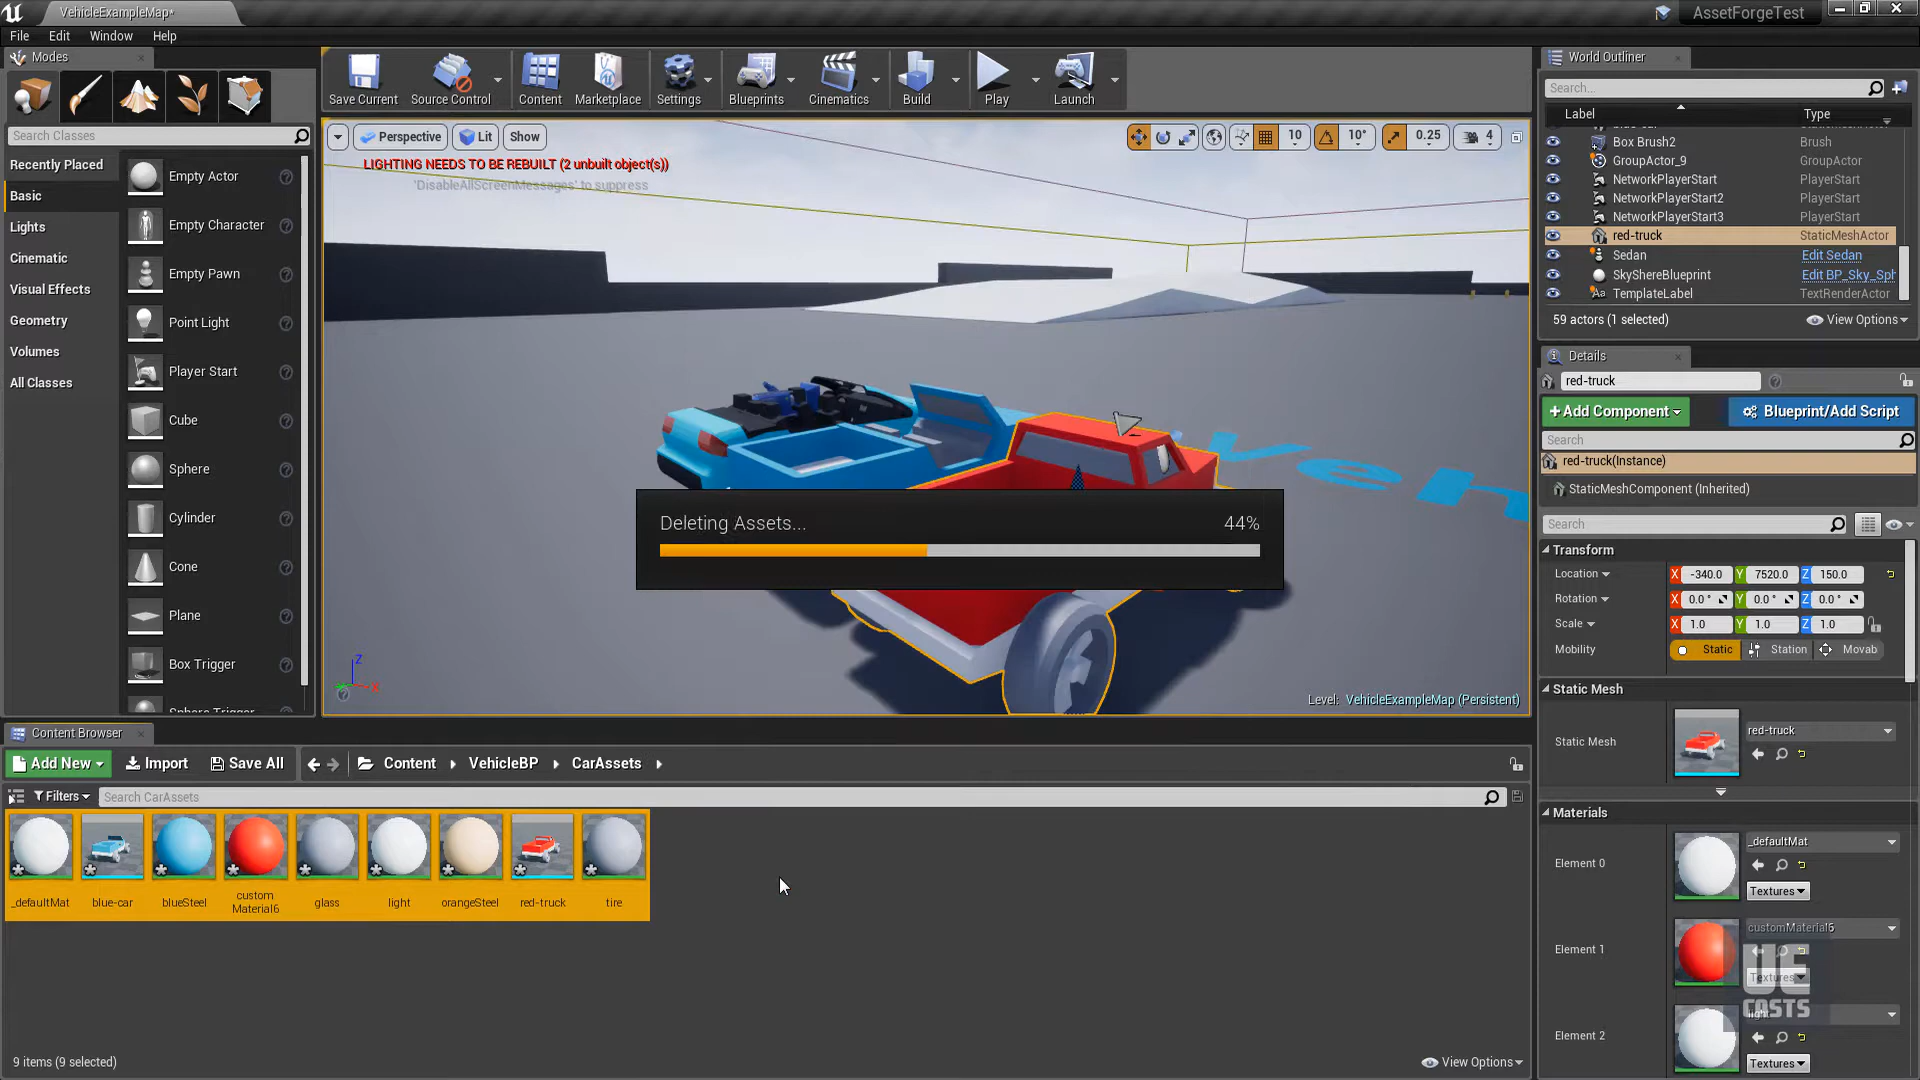 VehicleExampleMap*
AssetForgeTest
File Edit Window Help
Modes
Search Classes
Recently Placed
Basic
Lights
Cinematic
Visual Effects
Geometry
Volumes
All Classes
Empty Actor
Empty Character
Empty Pawn
Point Light
Player Start
Cube
Sphere
Cylinder
Cone
Plane
Box Trigger
Sphere Trigger
Save Current Source Control Content Marketplace Settings Blueprints Cinematics Build Play Launch
Perspective Lit Show
10 10° 0.25 4
LIGHTING NEEDS TO BE REBUILT (2 unbuilt object(s))
'DisableAllScreenMessages' to suppress
Veh
Deleting Assets... 44%
Z
X
Level: VehicleExampleMap (Persistent)
World Outliner
Search...
Label Type
Box Brush2 Brush
GroupActor_9 GroupActor
NetworkPlayerStart PlayerStart
NetworkPlayerStart2 PlayerStart
NetworkPlayerStart3 PlayerStart
red-truck StaticMeshActor
Sedan Edit Sedan
SkyShereBlueprint Edit BP_Sky_Sph
TemplateLabel TextRenderActor
59 actors (1 selected) View Options
Details
red-truck
+Add Component Blueprint/Add Script
Search
red-truck(Instance)
StaticMeshComponent (Inherited)
Search
Transform
Location X -340.0 Y 7520.0 Z 150.0
Rotation X 0.0° Y 0.0° Z 0.0°
Scale X 1.0 Y 1.0 Z 1.0
Mobility Static Station Movab
Static Mesh
Static Mesh red-truck
Materials
Element 0 _defaultMat
Textures
Element 1 customMaterial6
Textures
Element 2 light
Textures
UE
CASTS
Content Browser
Add New Import Save All Content VehicleBP CarAssets
Filters Search CarAssets
_defaultMat blue-car blueSteel custom Material6 glass light orangeSteel red-truck tire
9 items (9 selected) View Options